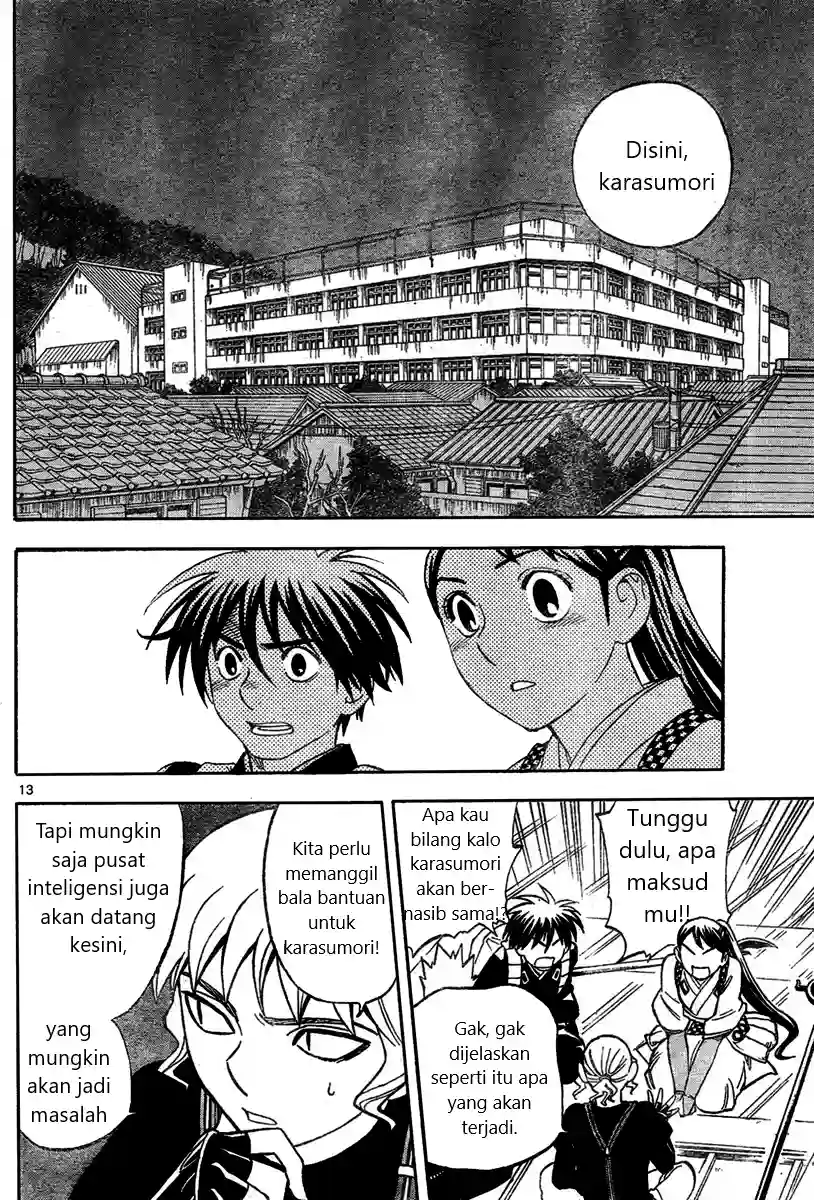 Disini,
karasumori
13
Tunggu
dulu, apa
maksud
mu!!
Apa kau
bilang kalo
karasumori
akan ber-
nasib sama!?
Gak, gak
dijelaskan
seperti itu apa
yang akan
terjadi.
Kita perlu
memanggil
bala bantuan
untuk
karasumori!
Tapi mungkin
saja pusat
inteligensi juga
akan datang
kesini,
yang
mungkin
akan jadi
masalah